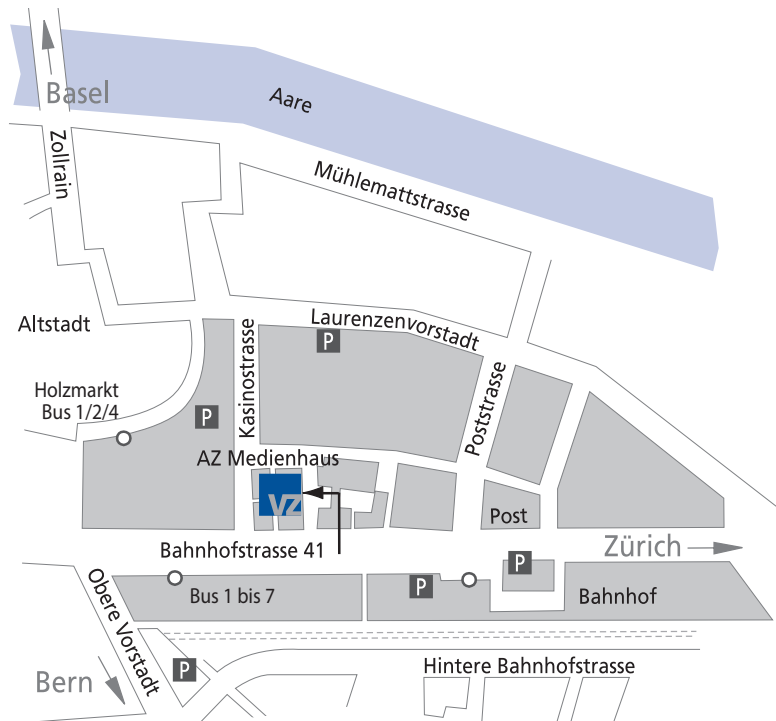 Basel
Aare
Zollrain
Mühlemattstrasse
Altstadt
Laurenzenvorstadt
P
Kasinostrasse
Poststrasse
Holzmarkt
Bus 1/2/4
P
AZ Medienhaus
VZ
Post
Bahnhofstrasse 41
Zürich
P
Obere Vorstadt
Bus 1 bis 7
P
Bahnhof
P
Hintere Bahnhofstrasse
Bern